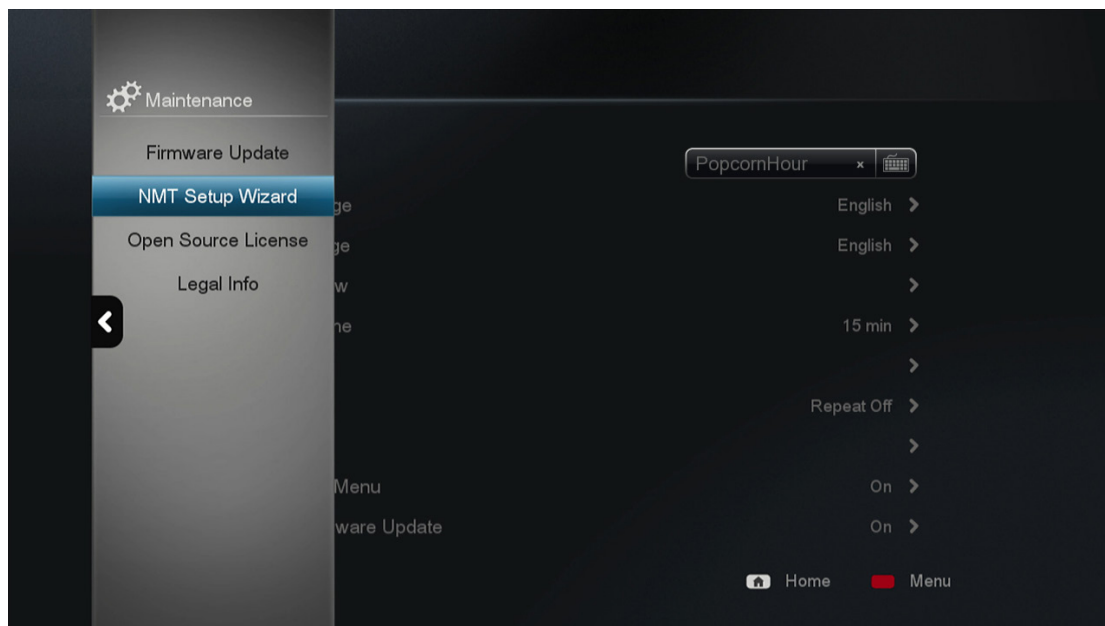 Maintenance
Firmware Update
NMT Setup Wizard
Open Source License
Legal Info
PopcornHour ×
ge English
ge English
w
ne 15 min
Repeat Off
Menu On
ware Update On
Home Menu